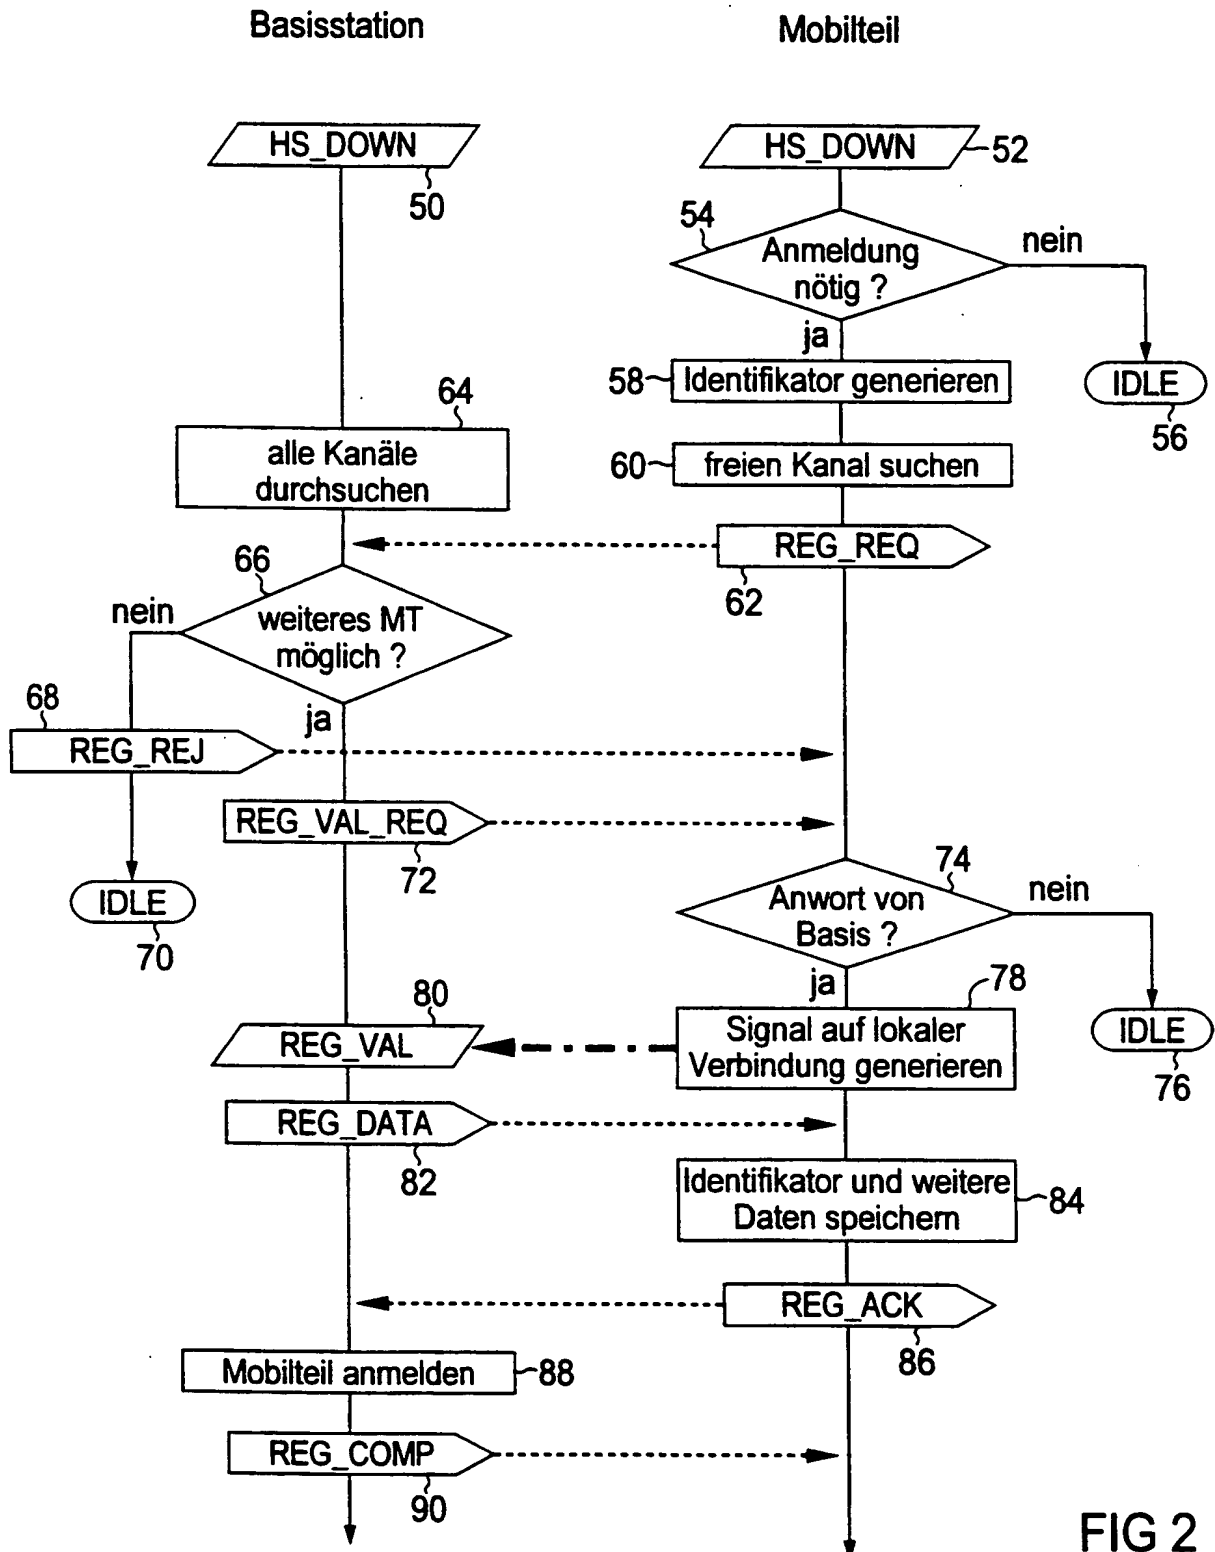 Basisstation
Mobilteil
HS_DOWN
50
HS_DOWN
52
54
Anmeldung
nötig ?
nein
ja
58
Identifikator generieren
IDLE
56
64
alle Kanäle
durchsuchen
60
freien Kanal suchen
REG_REQ
62
66
nein
weiteres MT
möglich ?
68
ja
REG_REJ
REG_VAL_REQ
72
IDLE
70
74
Anwort von
Basis ?
nein
ja
78
80
REG_VAL
Signal auf lokaler
Verbindung generieren
IDLE
76
REG_DATA
82
Identifikator und weitere
Daten speichern
84
REG_ACK
86
Mobilteil anmelden
88
REG_COMP
90
FIG 2